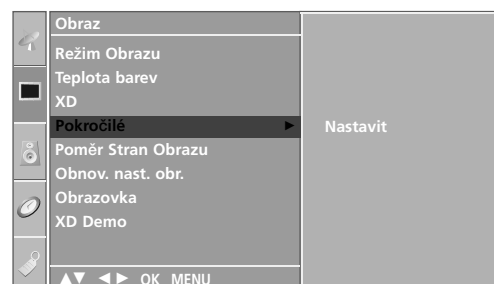 Obraz
Režim Obrazu
Teplota barev
XD
Pokročilé ► Nastavit
Poměr Stran Obrazu
Obnov. nast. obr.
Obrazovka
XD Demo
▲▼ ◄► OK MENU